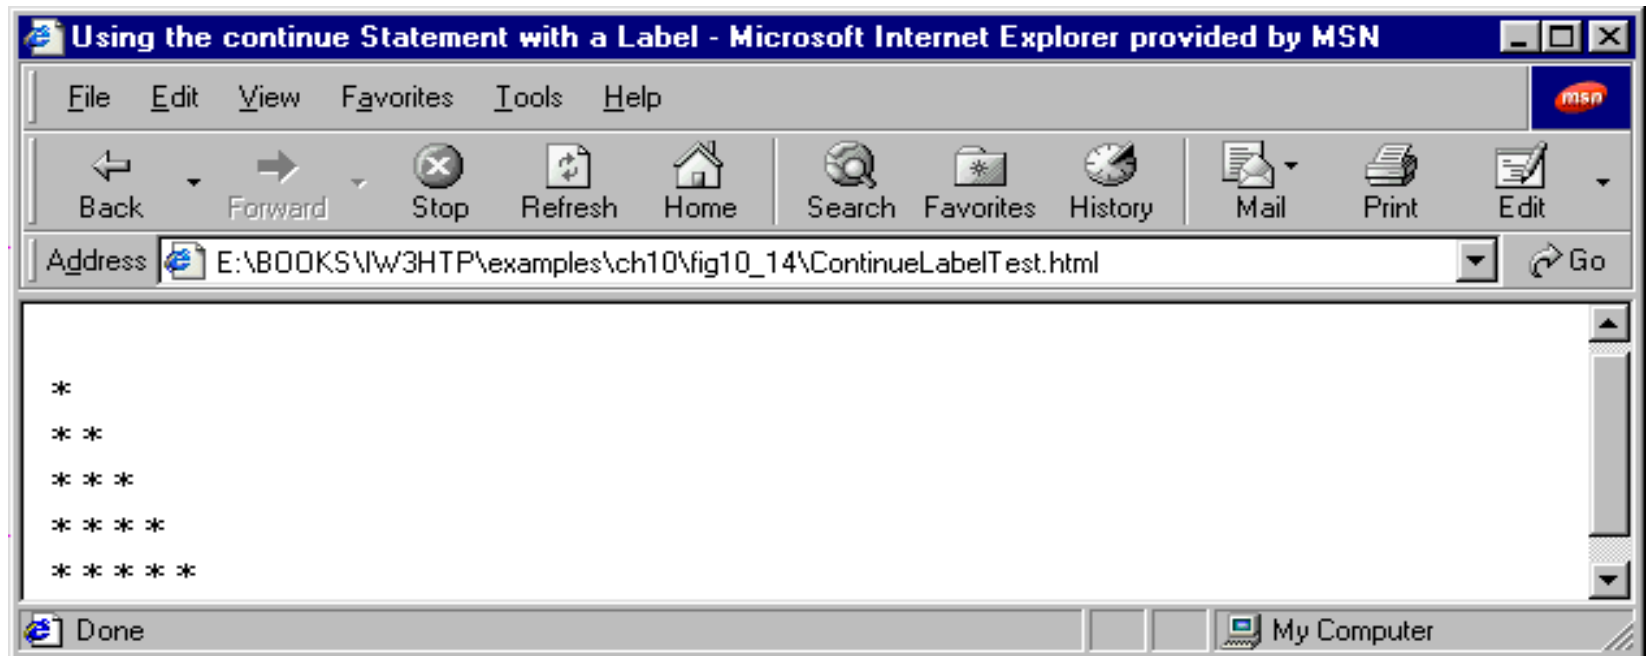 Using the continue Statement with a Label - Microsoft Internet Explorer provided by MSN
File Edit View Favorites Tools Help
msn
Back Forward Stop Refresh Home Search Favorites History Mail Print Edit
Address E:\BOOKS\IW3HTP\examples\ch10\fig10_14\ContinueLabelTest.html Go
*
* *
* * *
* * * *
* * * * *
Done My Computer